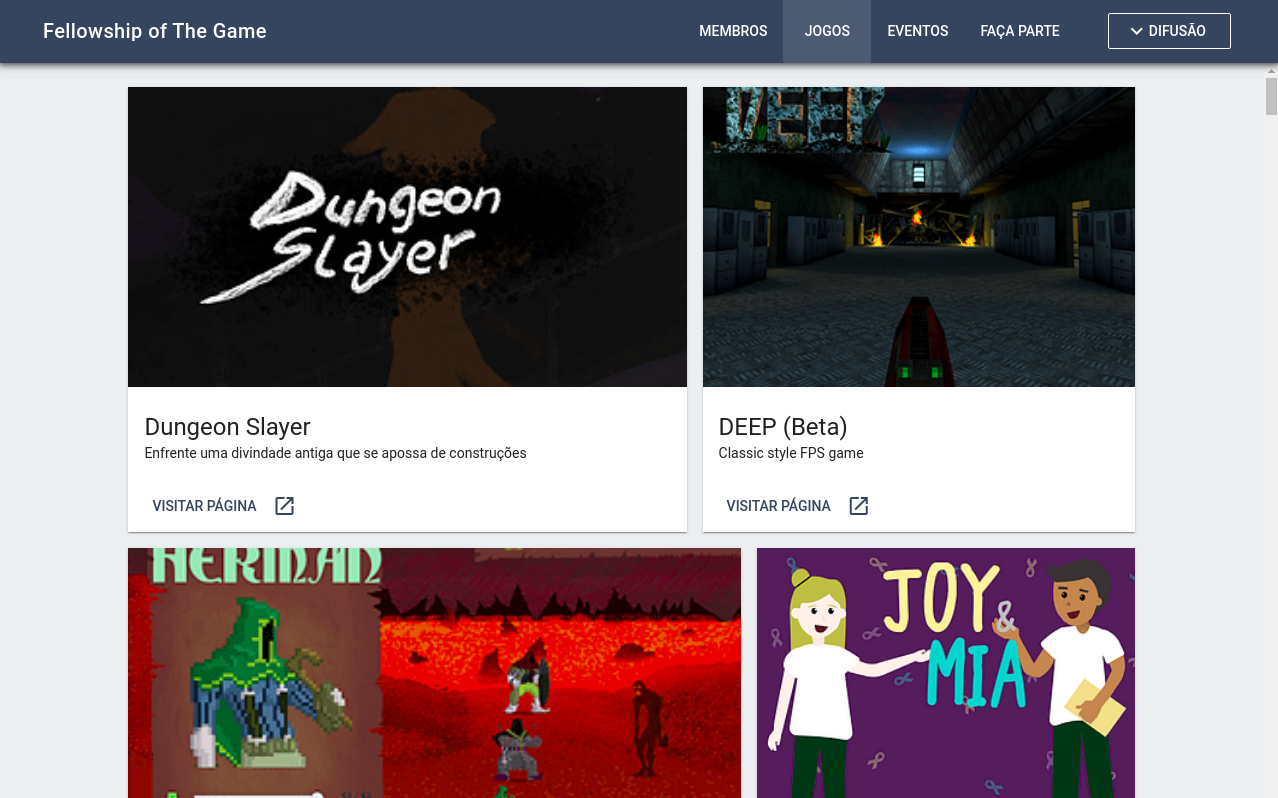 Fellowship of The Game
MEMBROS
JOGOS
EVENTOS
FAÇA PARTE
DIFUSÃO
Dungeon
Slayer
DEEP
Dungeon Slayer
Enfrente uma divindade antiga que se apossa de construções
VISITAR PÁGINA
DEEP (Beta)
Classic style FPS game
VISITAR PÁGINA
HERMAN
JOY
&
MIA